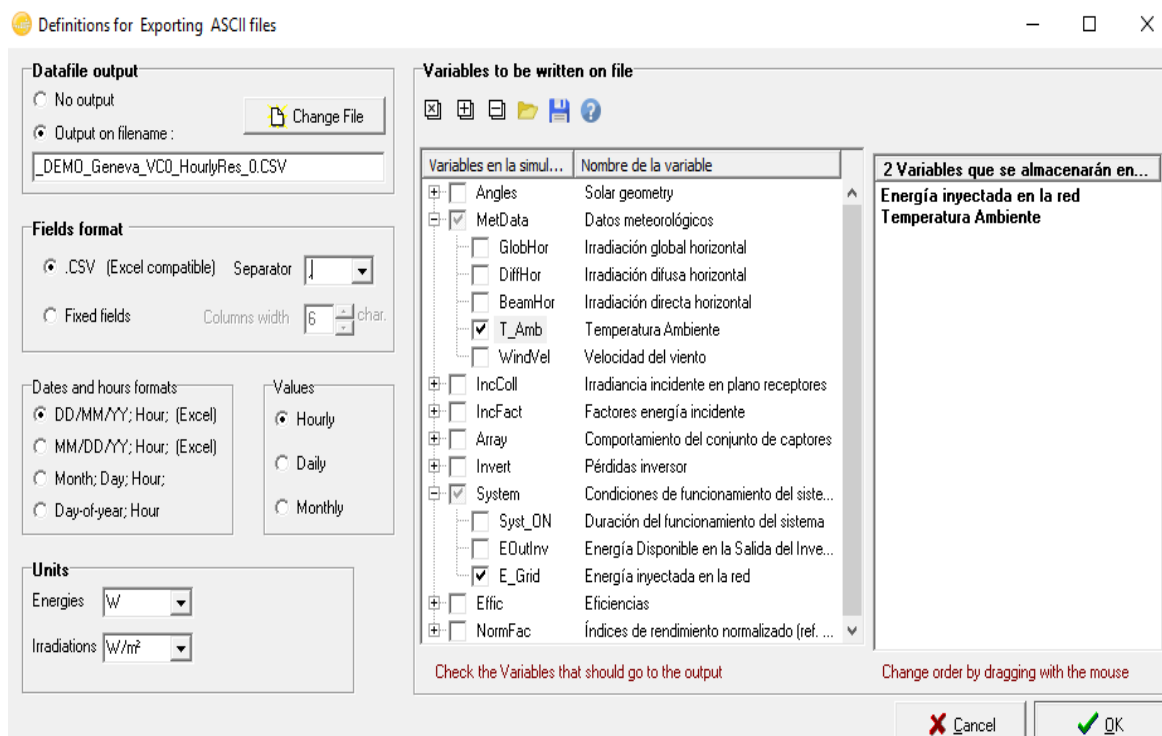 Definitions for Exporting ASCII files
Datafile output
No output
Output on filename :
Change File
_DEMO_Geneva_VC0_HourlyRes_0.CSV
Fields format
.CSV (Excel compatible) Separator
Fixed fields Columns width 6 char.
Dates and hours formats
DD/MM/YY; Hour; (Excel)
MM/DD/YY; Hour; (Excel)
Month; Day; Hour;
Day-of-year; Hour
Values
Hourly
Daily
Monthly
Units
Energies W
Irradiations W/m²
Variables to be written on file
Variables en la simul... Nombre de la variable
Angles Solar geometry
MetData Datos meteorológicos
GlobHor Irradiación global horizontal
DiffHor Irradiación difusa horizontal
BeamHor Irradiación directa horizontal
T_Amb Temperatura Ambiente
WindVel Velocidad del viento
IncColl Irradiancia incidente en plano receptores
IncFact Factores energía incidente
Array Comportamiento del conjunto de captores
Invert Pérdidas inversor
System Condiciones de funcionamiento del siste...
Syst_ON Duración del funcionamiento del sistema
EOutInv Energía Disponible en la Salida del Inve...
E_Grid Energía inyectada en la red
Effic Eficiencias
NormFac Índices de rendimiento normalizado (ref. ...
Check the Variables that should go to the output
2 Variables que se almacenarán en...
Energía inyectada en la red
Temperatura Ambiente
Change order by dragging with the mouse
Cancel
OK